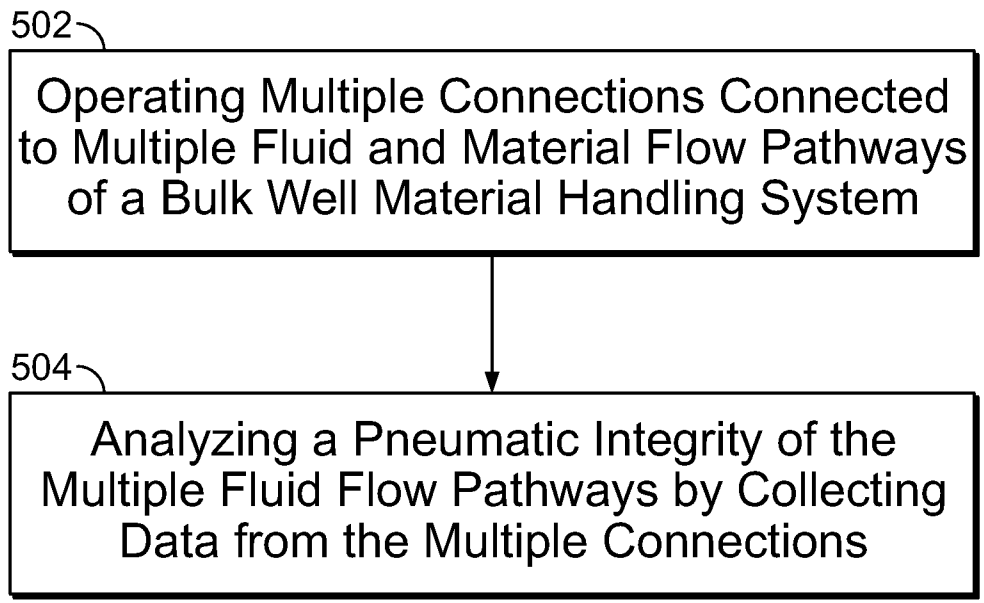 502
Operating Multiple Connections Connected
to Multiple Fluid and Material Flow Pathways
of a Bulk Well Material Handling System
504
Analyzing a Pneumatic Integrity of the
Multiple Fluid Flow Pathways by Collecting
Data from the Multiple Connections